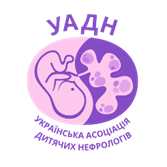 УАДН
УКРАЇНСЬКА АСОЦІАЦІЯ
ДИТЯЧИХ НЕФРОЛОГІВ